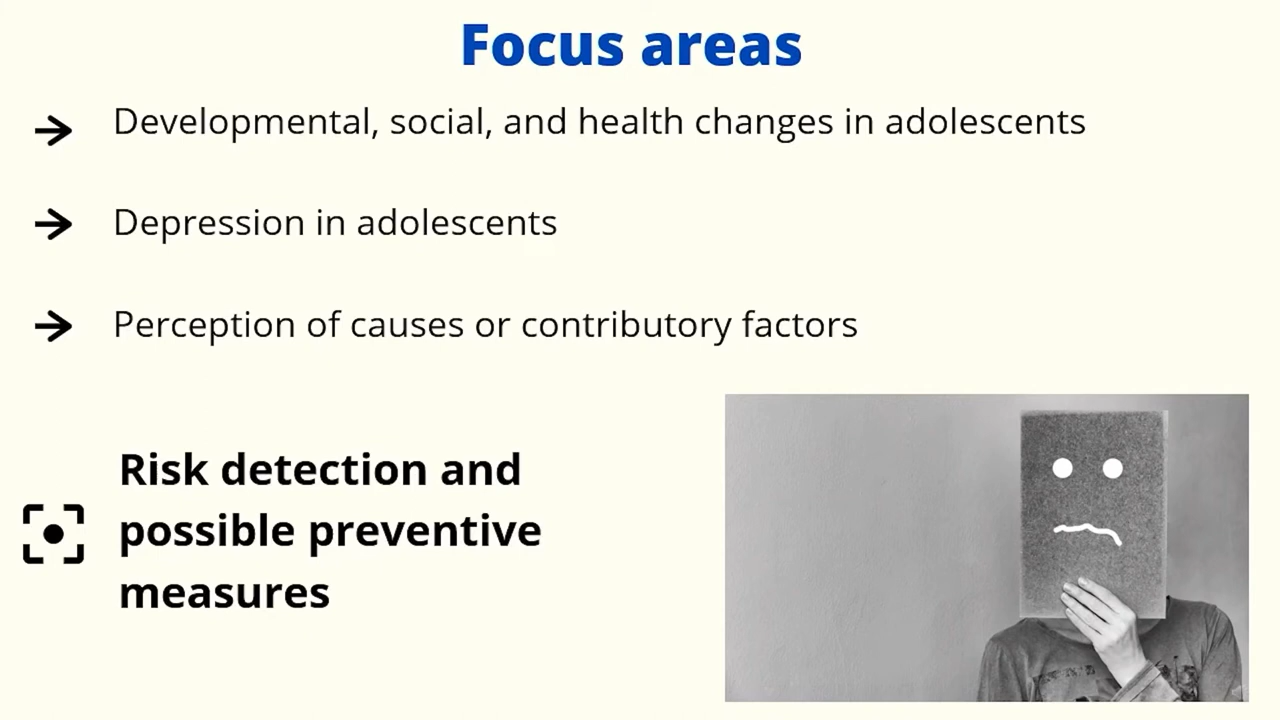 Focus areas
Developmental, social, and health changes in adolescents
Depression in adolescents
Perception of causes or contributory factors
Risk detection and
possible preventive
measures